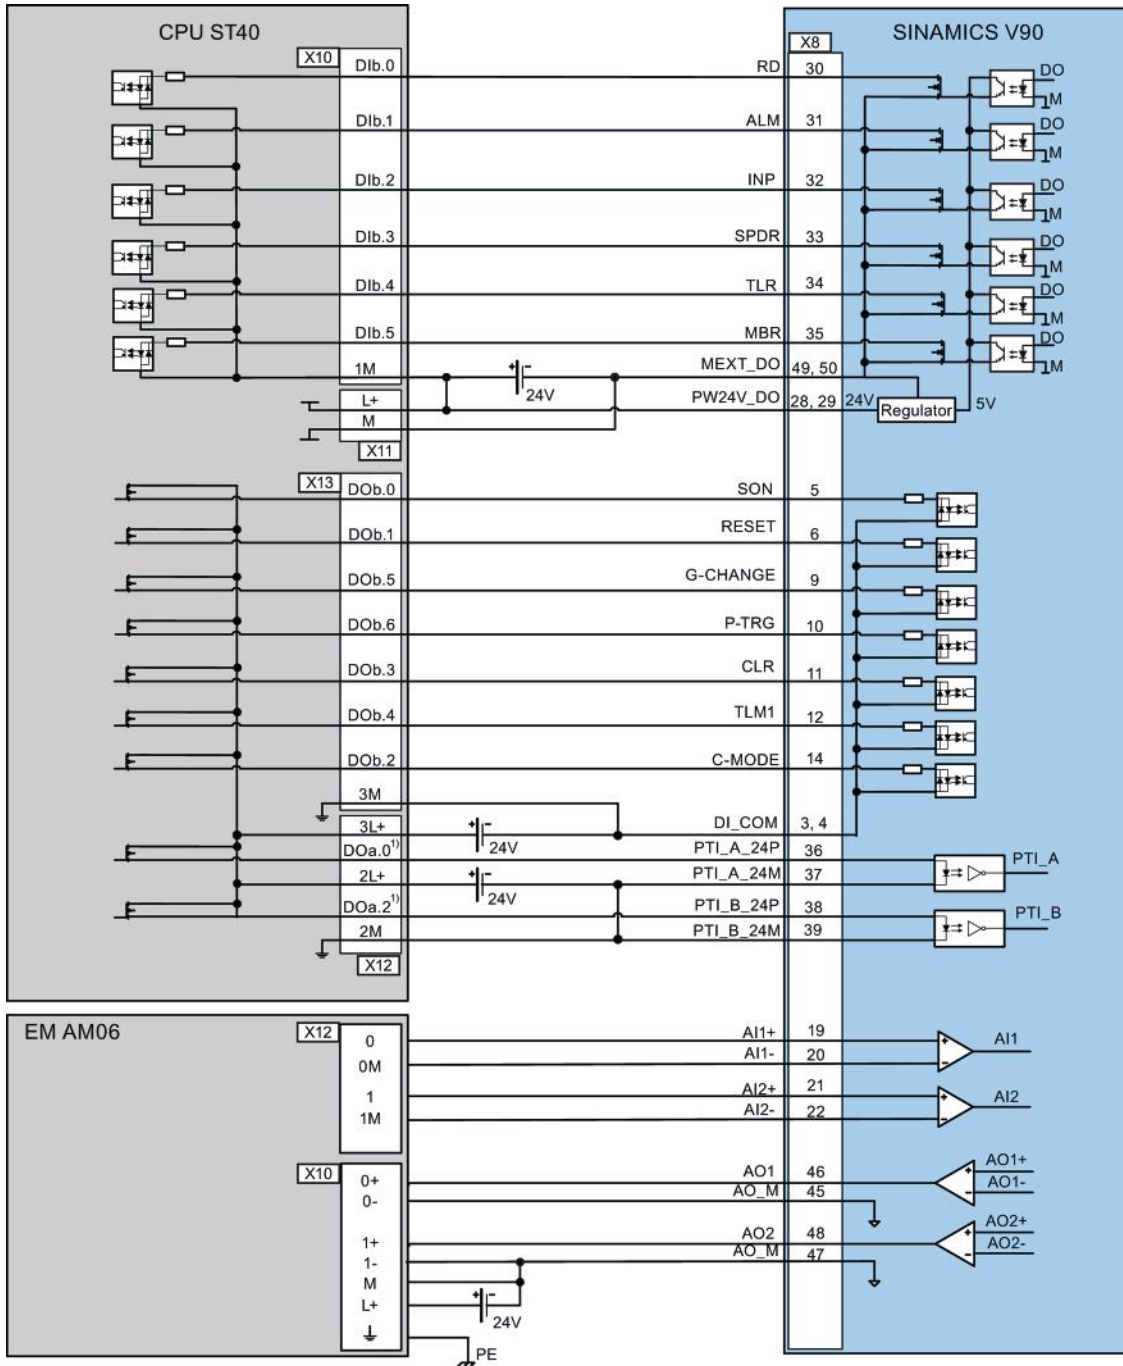 CPU ST40
SINAMICS V90
X10
X8
DIb.0 RD 30 DO
M
DIb.1 ALM 31 DO
M
DIb.2 INP 32 DO
M
DIb.3 SPDR 33 DO
M
DIb.4 TLR 34 DO
M
DIb.5 MBR 35 DO
M
1M 24V MEXT_DO 49, 50
L+ PW24V_DO 28, 29 24V Regulator 5V
M
X11
X13
DOb.0 SON 5
DOb.1 RESET 6
DOb.5 G-CHANGE 9
DOb.6 P-TRG 10
DOb.3 CLR 11
DOb.4 TLM1 12
DOb.2 C-MODE 14
3M
3L+ + - 24V DI_COM 3, 4
DOa.0 1) PTI_A_24P 36 PTI_A
2L+ + - 24V PTI_A_24M 37
DOa.2 1) PTI_B_24P 38 PTI_B
2M PTI_B_24M 39
X12
EM AM06
X12
0 AI1+ 19 + AI1
0M AI1- 20 -
1 AI2+ 21 + AI2
1M AI2- 22 -
X10
0+ AO1 46 + AO1+
0- AO_M 45 - AO1-
1+ AO2 48 + AO2+
1- AO_M 47 - AO2-
M
L+ + - 24V
PE